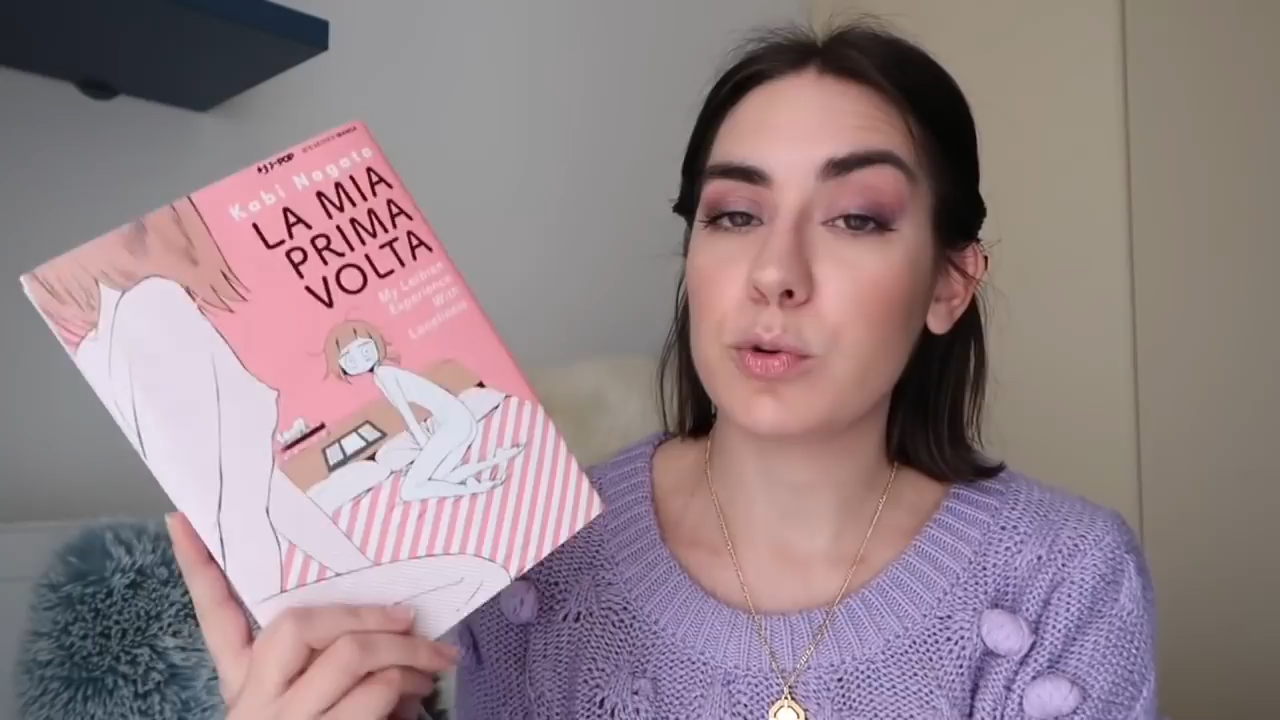 J-POP
Kabi Nagata
LA MIA
PRIMA
VOLTA
My Lesbian
Experience
With
Loneliness